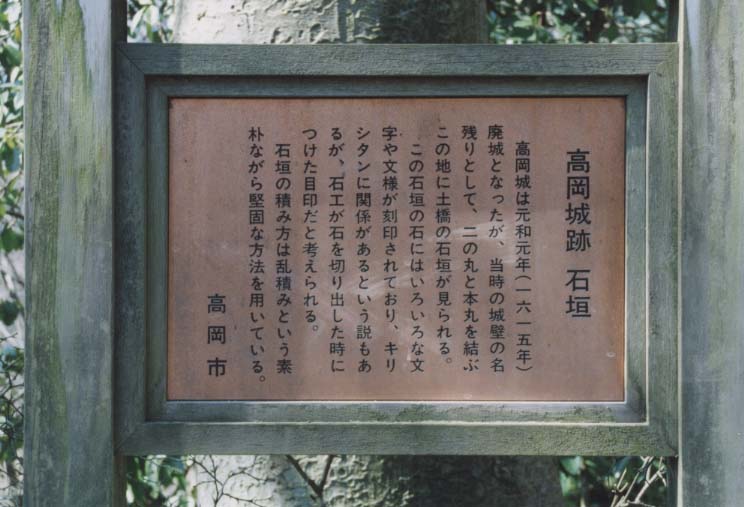 高岡城跡 石垣
高岡城は元和元年(一六一五年)
廃城となったが、当時の城壁の名
残りとして、二の丸と本丸を結ぶ
この地に土橋の石垣が見られる。
この石垣の石にはいろいろな文
字や文様が刻印されており、キリ
シタンに関係があるという説もあ
るが、石工が石を切り出した時に
つけた目印だと考えられる。
石垣の積み方は乱積みという素
朴ながら堅固な方法を用いている。
高岡市